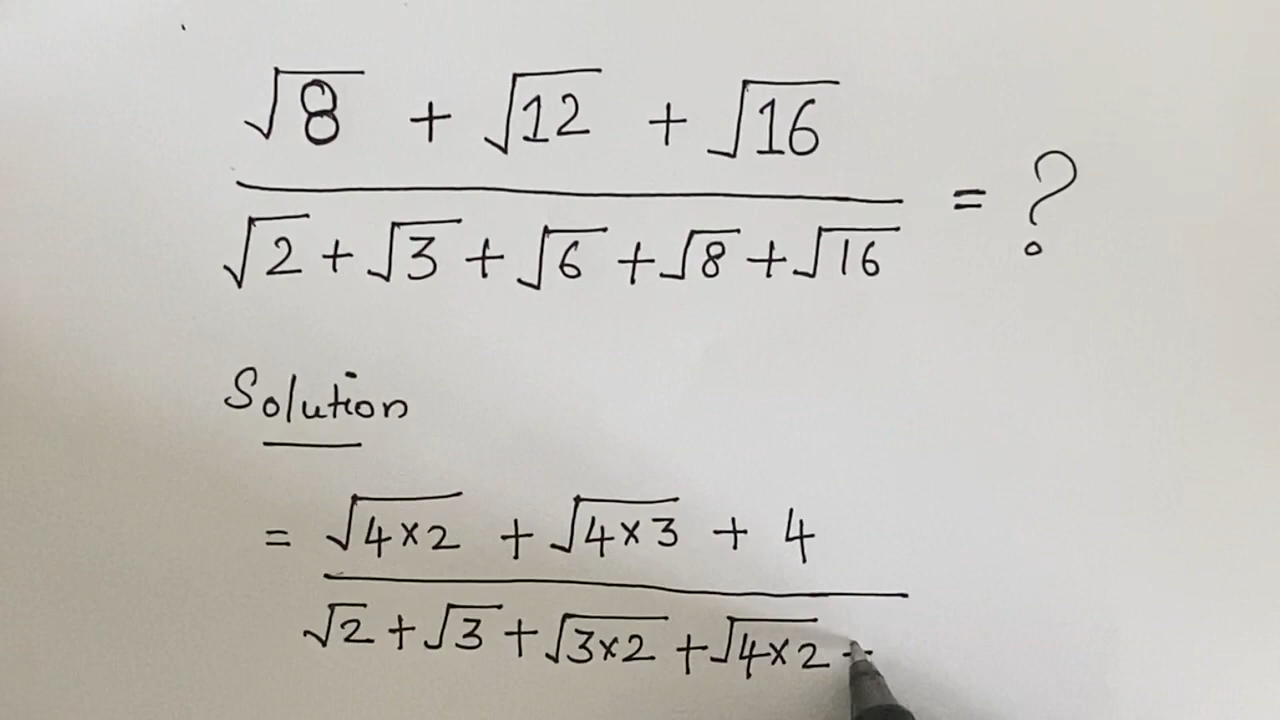 √8 + √12 + √16
√2 + √3 + √6 + √8 + √16
= ?
Solution
= √4×2 + √4×3 + 4
√2 + √3 + √3×2 + √4×2 +